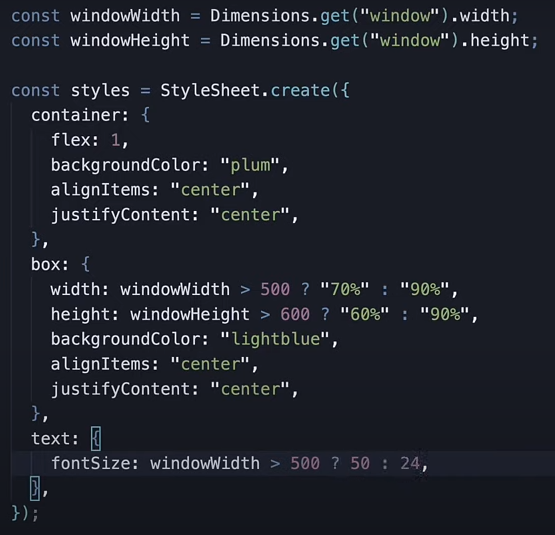 const windowWidth = Dimensions.get("window").width;
const windowHeight = Dimensions.get("window").height;
const styles = StyleSheet.create({
container: {
flex: 1,
backgroundColor: "plum",
alignItems: "center",
justifyContent: "center",
},
box: {
width: windowWidth > 500 ? "70%" : "90%",
height: windowHeight > 600 ? "60%" : "90%",
backgroundColor: "lightblue",
alignItems: "center",
justifyContent: "center",
},
text: {
fontSize: windowWidth > 500 ? 50 : 24,
},
});